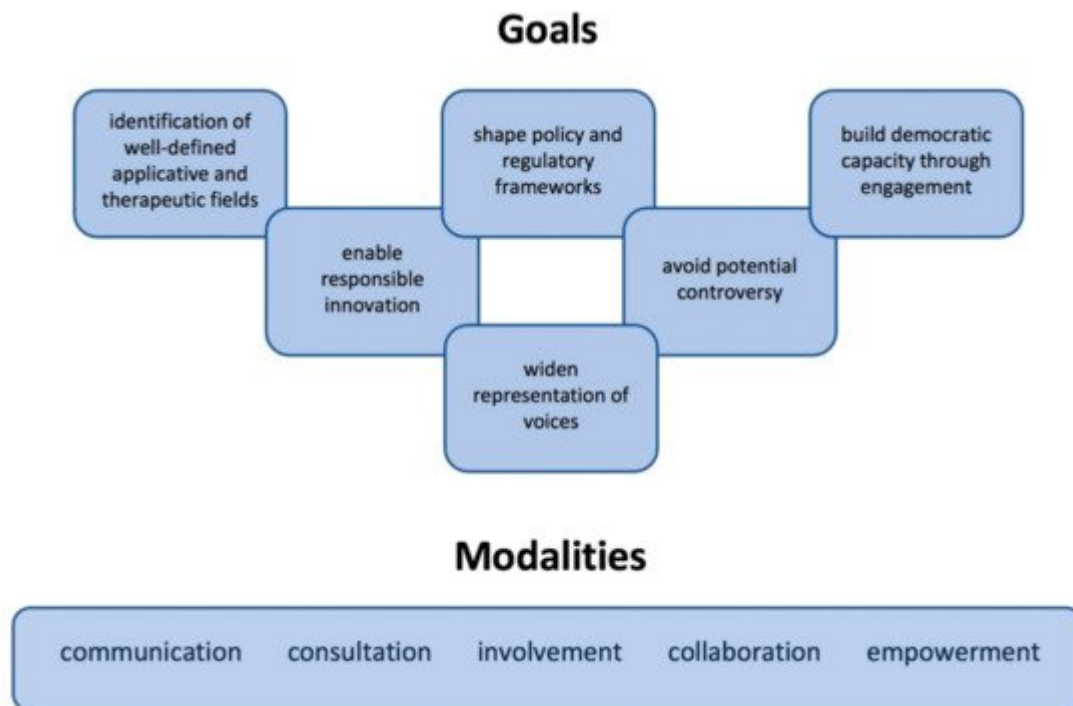 Goals
identification of
well-defined
applicative and
therapeutic fields
shape policy and
regulatory
frameworks
build democratic
capacity through
engagement
enable
responsible
innovation
avoid potential
controversy
widen
representation of
voices
Modalities
communication consultation involvement collaboration empowerment